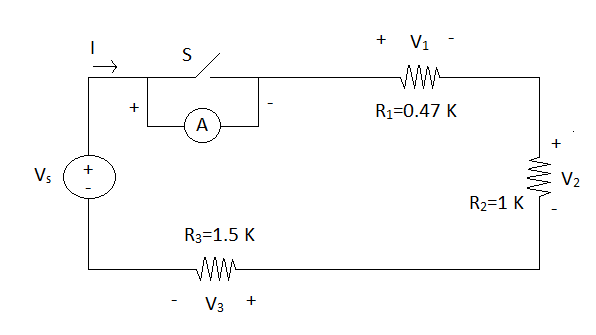 I
S
+ V₁ -
+ -
A
R₁=0.47 K
Vₛ
+
-
+
V₂
-
R₂=1 K
R₃=1.5 K
- V₃ +